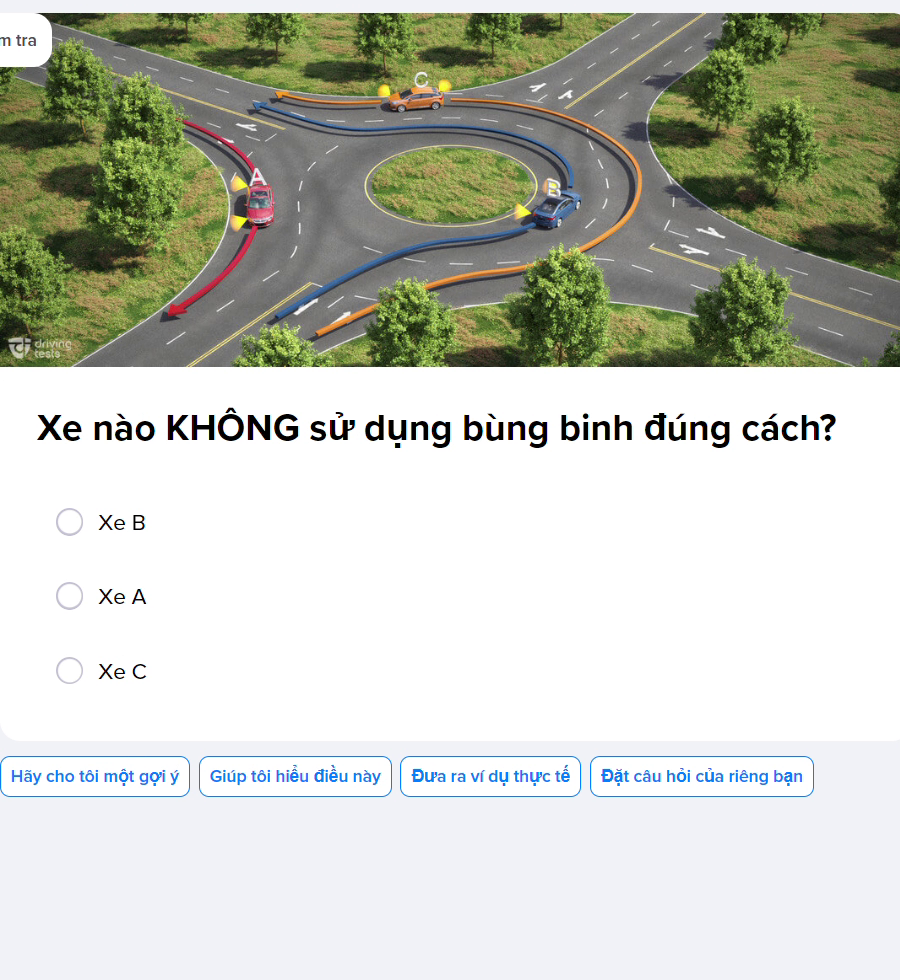 m tra
C
A
B
driving
tests
Xe nào KHÔNG sử dụng bùng binh đúng cách?
Xe B
Xe A
Xe C
Hãy cho tôi một gợi ý
Giúp tôi hiểu điều này
Đưa ra ví dụ thực tế
Đặt câu hỏi của riêng bạn